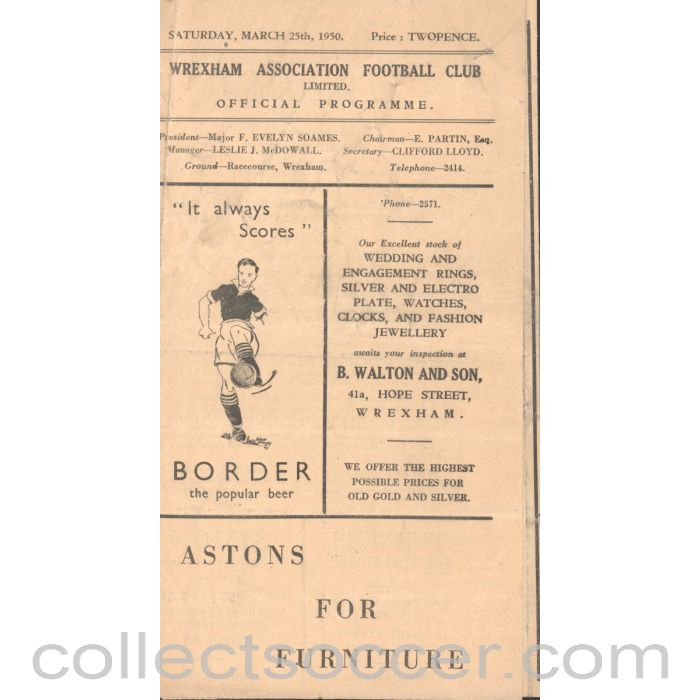 SATURDAY, MARCH 25th, 1950. Price : TWOPENCE.
WREXHAM ASSOCIATION FOOTBALL CLUB
LIMITED.
OFFICIAL PROGRAMME.
President—Major F. EVELYN SOAMES. Chairman—E. PARTIN, Esq.
Manager—LESLIE J. McDOWALL. Secretary—CLIFFORD LLOYD.
Ground—Racecourse, Wrexham. Telephone—2414.
"It always
Scores"
BORDER
the popular beer
'Phone—2571.
Our Excellent stock of
WEDDING AND
ENGAGEMENT RINGS,
SILVER AND ELECTRO
PLATE, WATCHES,
CLOCKS, AND FASHION
JEWELLERY
awaits your inspection at
B. WALTON AND SON,
41a, HOPE STREET,
WREXHAM.
WE OFFER THE HIGHEST
POSSIBLE PRICES FOR
OLD GOLD AND SILVER.
ASTONS
FOR
FURNITURE
collectsoccer.com